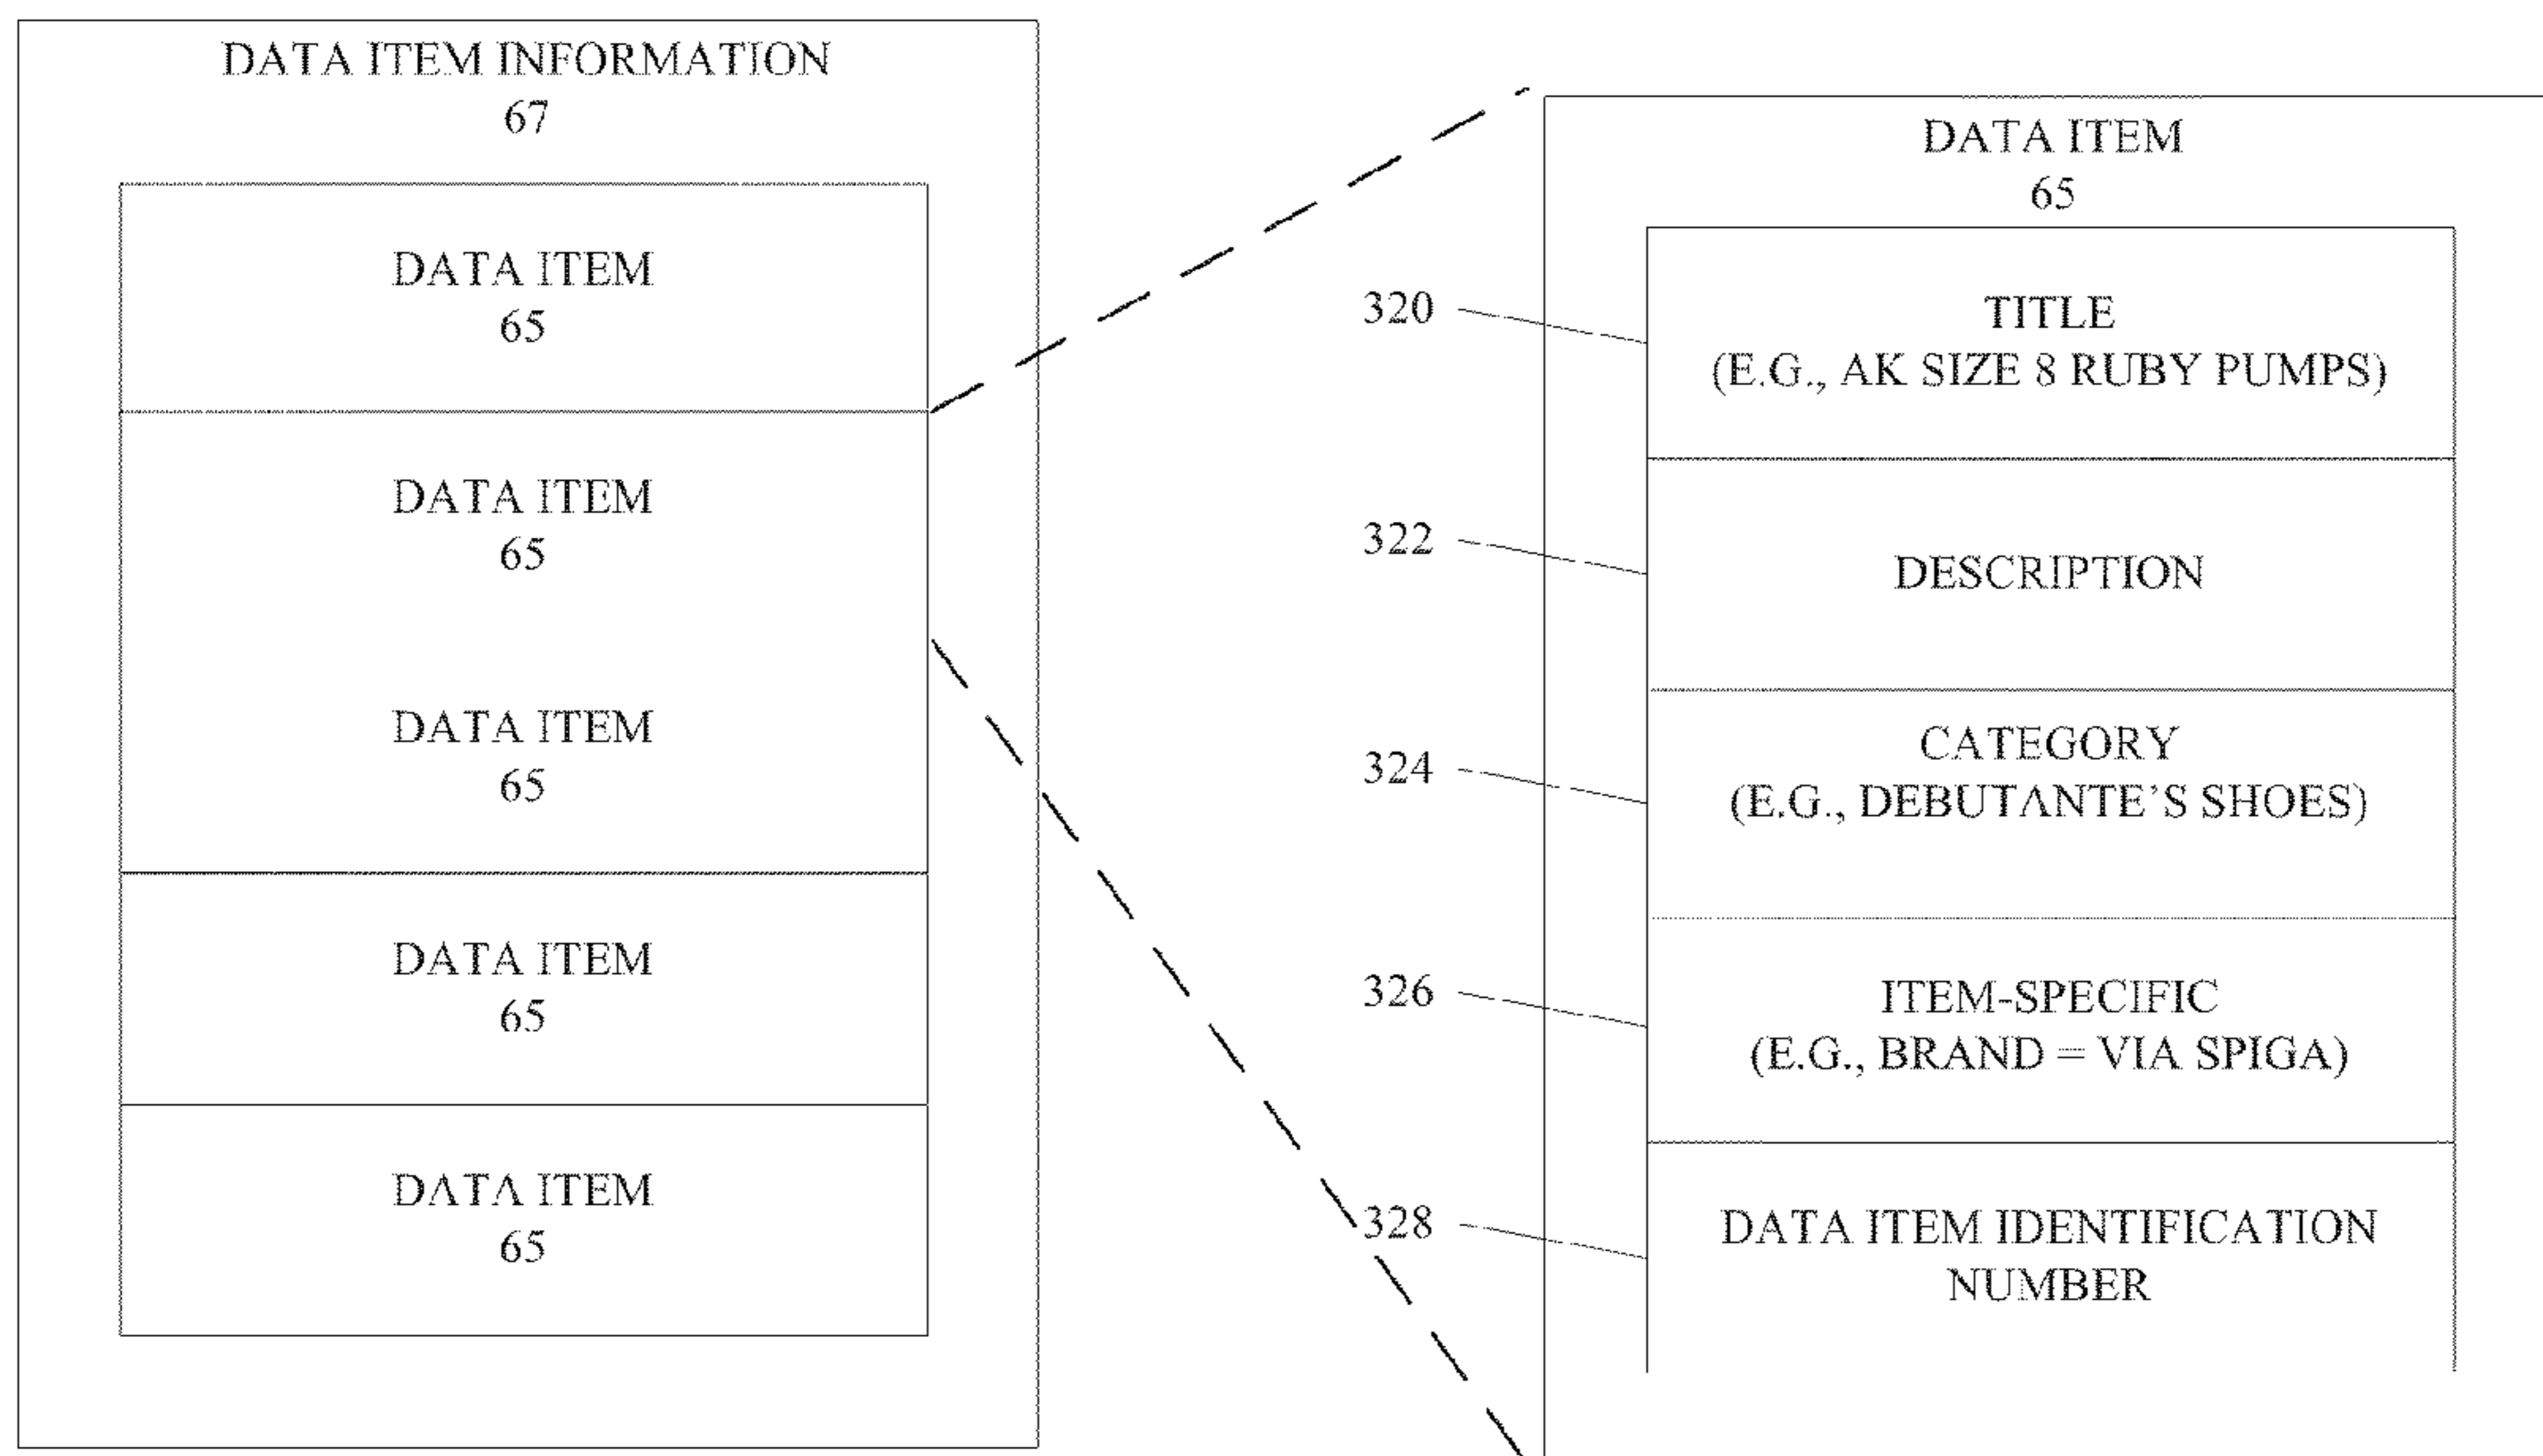 DATA ITEM INFORMATION
67
DATA ITEM
65
DATA ITEM
65
DATA ITEM
65
DATA ITEM
65
DATA ITEM
65
DATA ITEM
65
320
TITLE
(E.G., AK SIZE 8 RUBY PUMPS)
322
DESCRIPTION
324
CATEGORY
(E.G., DEBUTANTE'S SHOES)
326
ITEM-SPECIFIC
(E.G., BRAND = VIA SPIGA)
328
DATA ITEM IDENTIFICATION
NUMBER